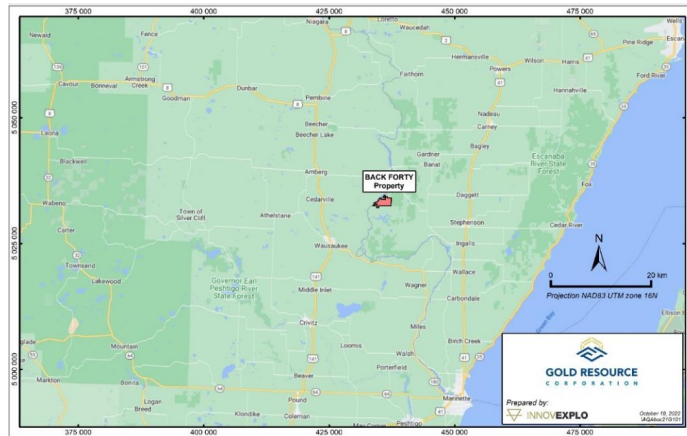 375 000 400 000 425 000 450 000 475 000
Niagara Loretto Waucedah Wells
Newald Fence Pine Ridge
Hermansville Wilson Harris
Powers
Cavour Bonneval Armstrong Creek Dunbar Faithorn Ford River
Goodman Pembine Hannahville
Nadeau
5 050 000
Beecher Carney
Laona Beecher Lake
Bagley
Gardner
Blackwell Banat Escanaba River State Forest
Amberg
BACK FORTY
Property
Fox
Wabeno Cedarville Daggett
Town of Silver Cliff Athelstane Stephenson Cedar River
Carter
N
5 025 000
Wausaukee Ingalls
Townsend Wallace
0 20 km
Lakewood Governor Earl Peshtigo River State Forest Middle Inlet Wagner
Projection NAD83 UTM zone 16N
Carbondale
Green Bay
Crivitz Miles
Mountain Loomis Walsh Birch Creek
GOLD RESOURCE
CORPORATION
5 000 000
Beaver Porterfield
Markton Pound Marinette
Logan Breed Klondike Coleman Peshtigo
Prepared by:
INNOVEXPLO
October 19, 2022
375 000 400 000 425 000 450 000 475 000